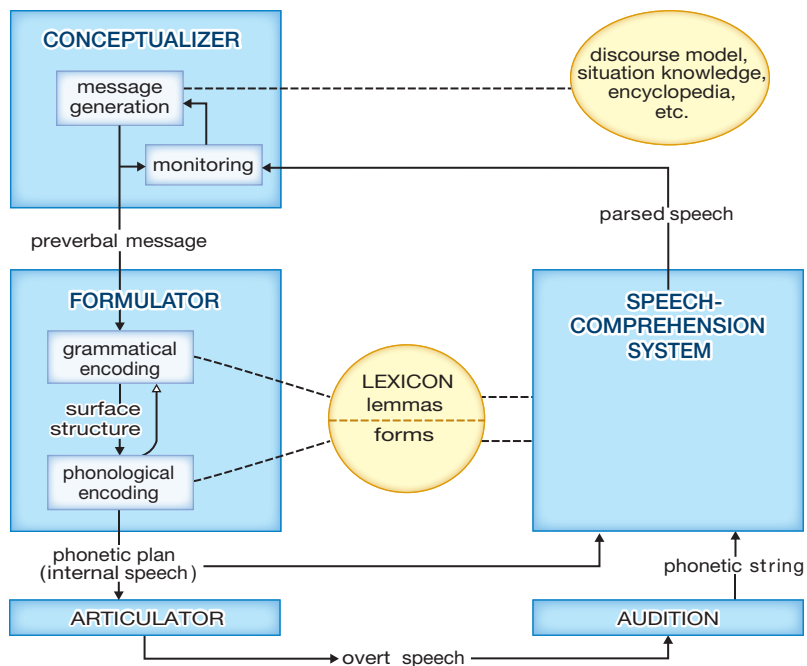 CONCEPTUALIZER
message
generation
monitoring
discourse model,
situation knowledge,
encyclopedia,
etc.
parsed speech
preverbal message
FORMULATOR
grammatical
encoding
surface
structure
phonological
encoding
LEXICON
lemmas
forms
SPEECH-
COMPREHENSION
SYSTEM
phonetic plan
(internal speech)
phonetic string
ARTICULATOR
AUDITION
overt speech